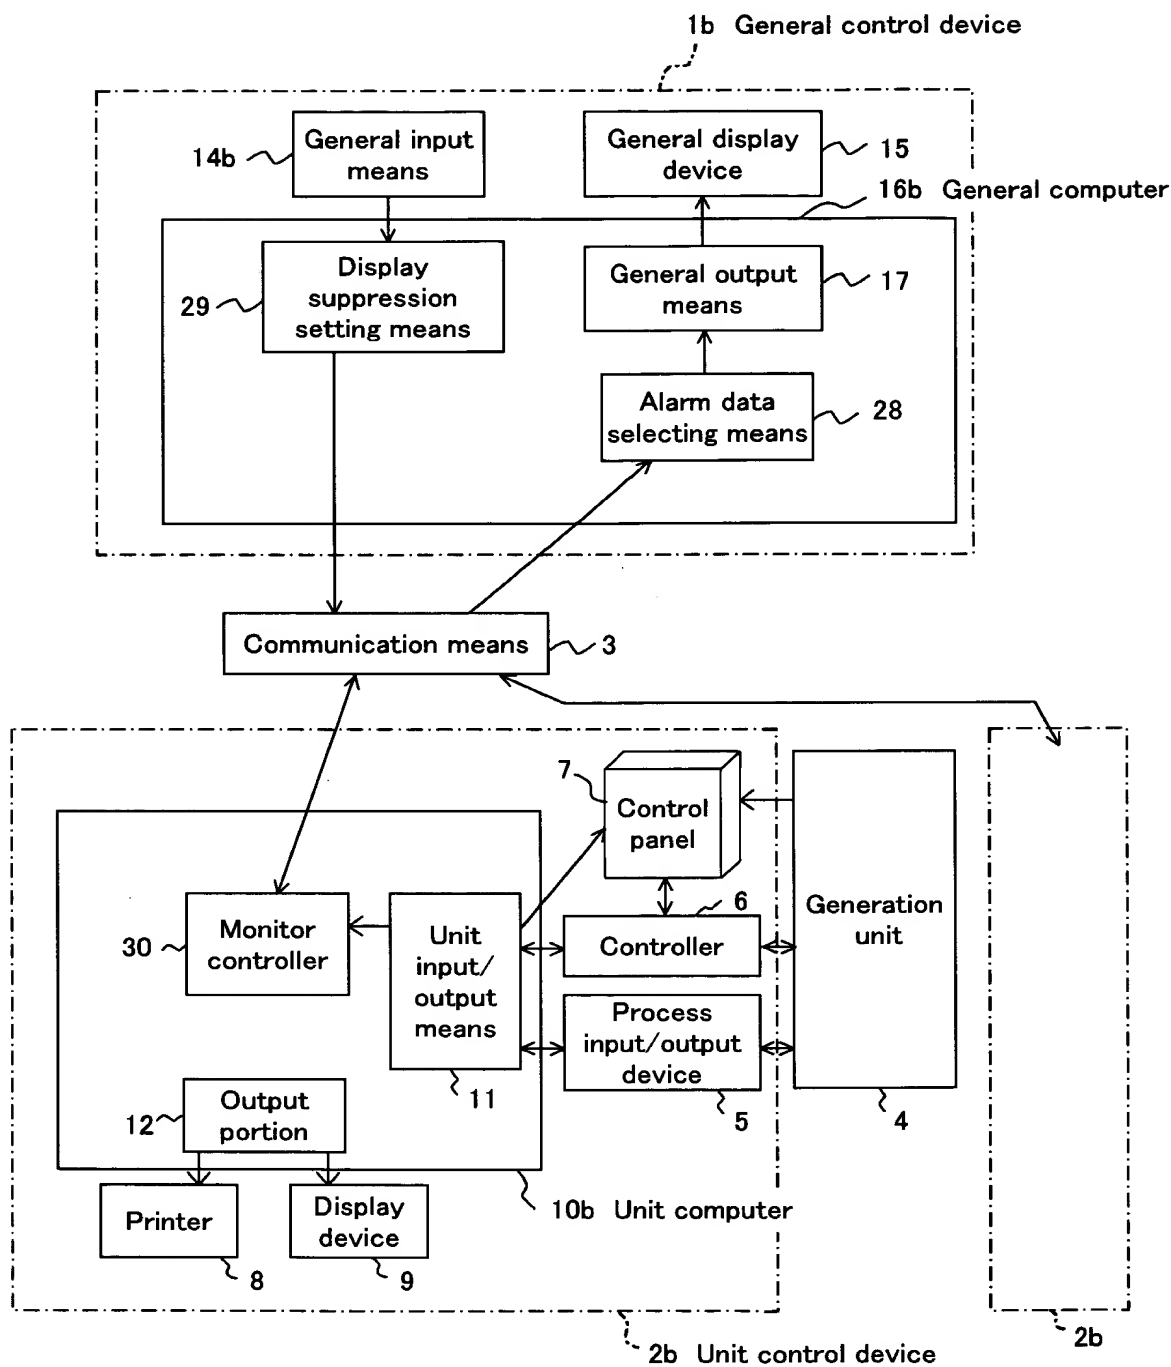 1b General control device
General input
means
14b
General display
device
15
16b General computer
Display
suppression
setting means
29
General output
means
17
Alarm data
selecting means
28
Communication means
3
7
Control
panel
6
Generation
unit
Monitor
controller
30
Unit
input/
output
means
Controller
Process
input/output
device
11
5
4
12
Output
portion
Printer
Display
device
10b Unit computer
8
9
2b Unit control device
2b